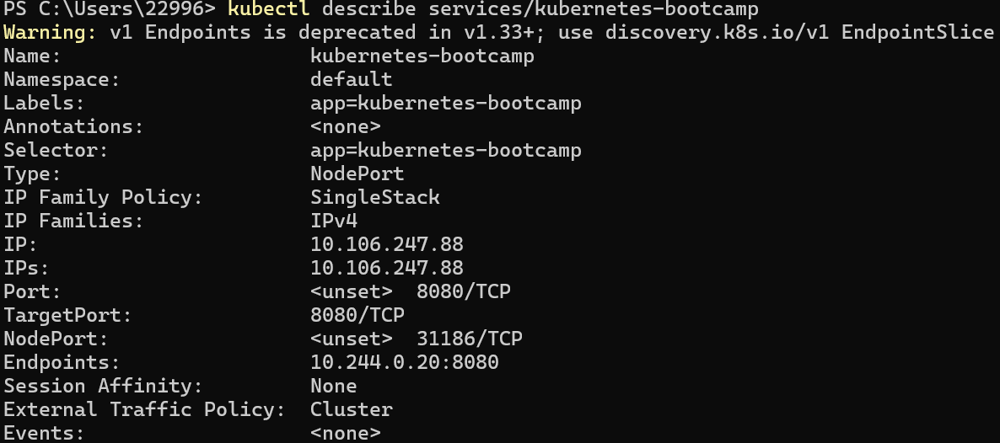 PS C:\Users\22996> kubectl describe services/kubernetes-bootcamp
Warning: v1 Endpoints is deprecated in v1.33+; use discovery.k8s.io/v1 EndpointSlice
Name:                     kubernetes-bootcamp
Namespace:                default
Labels:                   app=kubernetes-bootcamp
Annotations:              <none>
Selector:                 app=kubernetes-bootcamp
Type:                     NodePort
IP Family Policy:         SingleStack
IP Families:              IPv4
IP:                       10.106.247.88
IPs:                      10.106.247.88
Port:                     <unset>  8080/TCP
TargetPort:               8080/TCP
NodePort:                 <unset>  31186/TCP
Endpoints:                10.244.0.20:8080
Session Affinity:         None
External Traffic Policy:  Cluster
Events:                   <none>